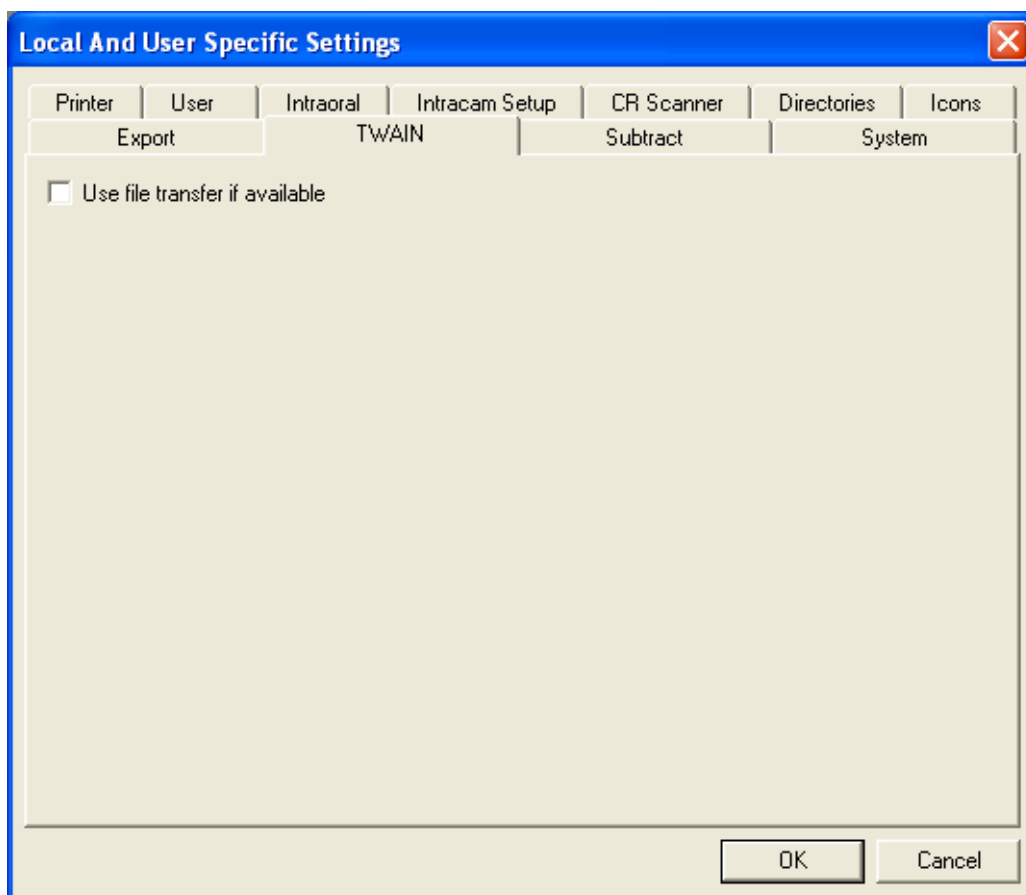 Local And User Specific Settings
Printer User Intraoral Intracam Setup CR Scanner Directories Icons
Export TWAIN Subtract System
Use file transfer if available
OK Cancel